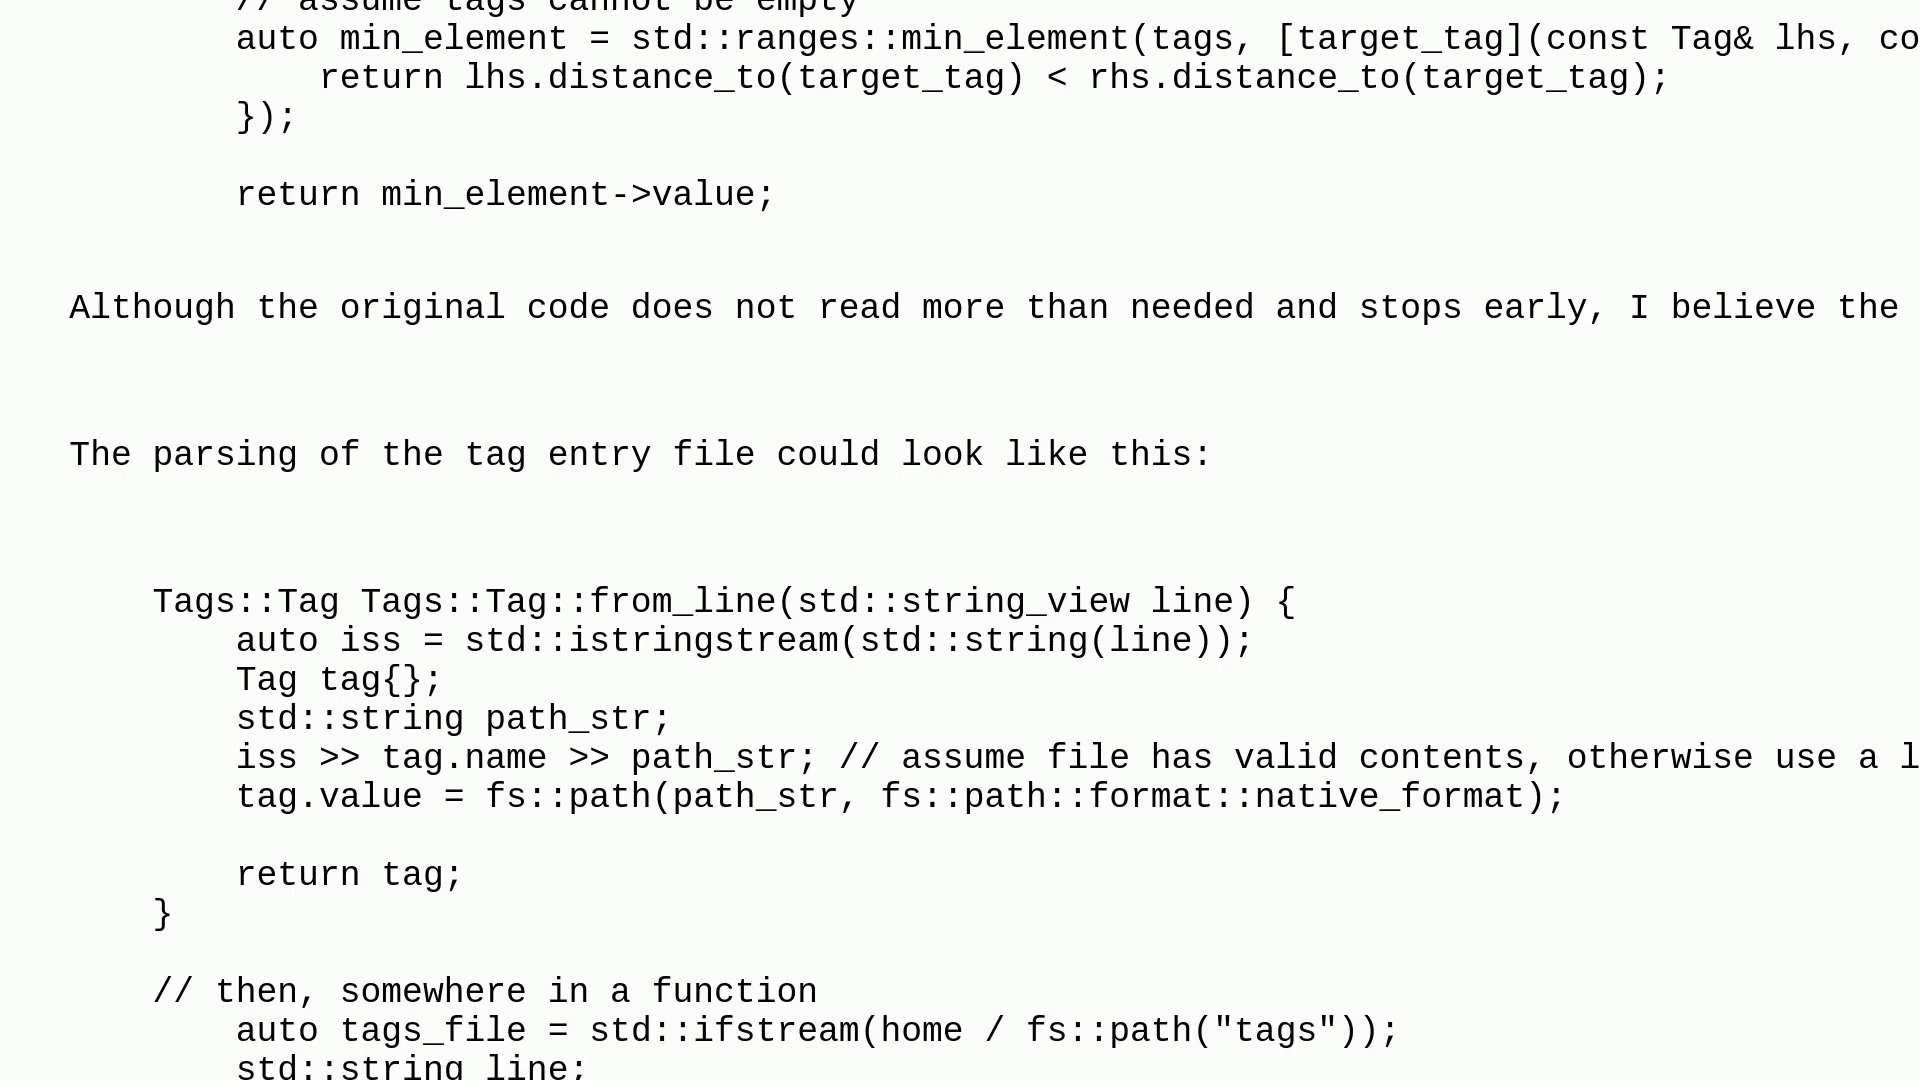 // assume tags cannot be empty
auto min_element = std::ranges::min_element(tags, [target_tag](const Tag& lhs, co
return lhs.distance_to(target_tag) < rhs.distance_to(target_tag);
});
return min_element->value;
Although the original code does not read more than needed and stops early, I believe the
The parsing of the tag entry file could look like this:
Tags::Tag Tags::Tag::from_line(std::string_view line) {
auto iss = std::istringstream(std::string(line));
Tag tag{};
std::string path_str;
iss >> tag.name >> path_str; // assume file has valid contents, otherwise use a l
tag.value = fs::path(path_str, fs::path::format::native_format);
return tag;
}
// then, somewhere in a function
auto tags_file = std::ifstream(home / fs::path("tags"));
std::string line;